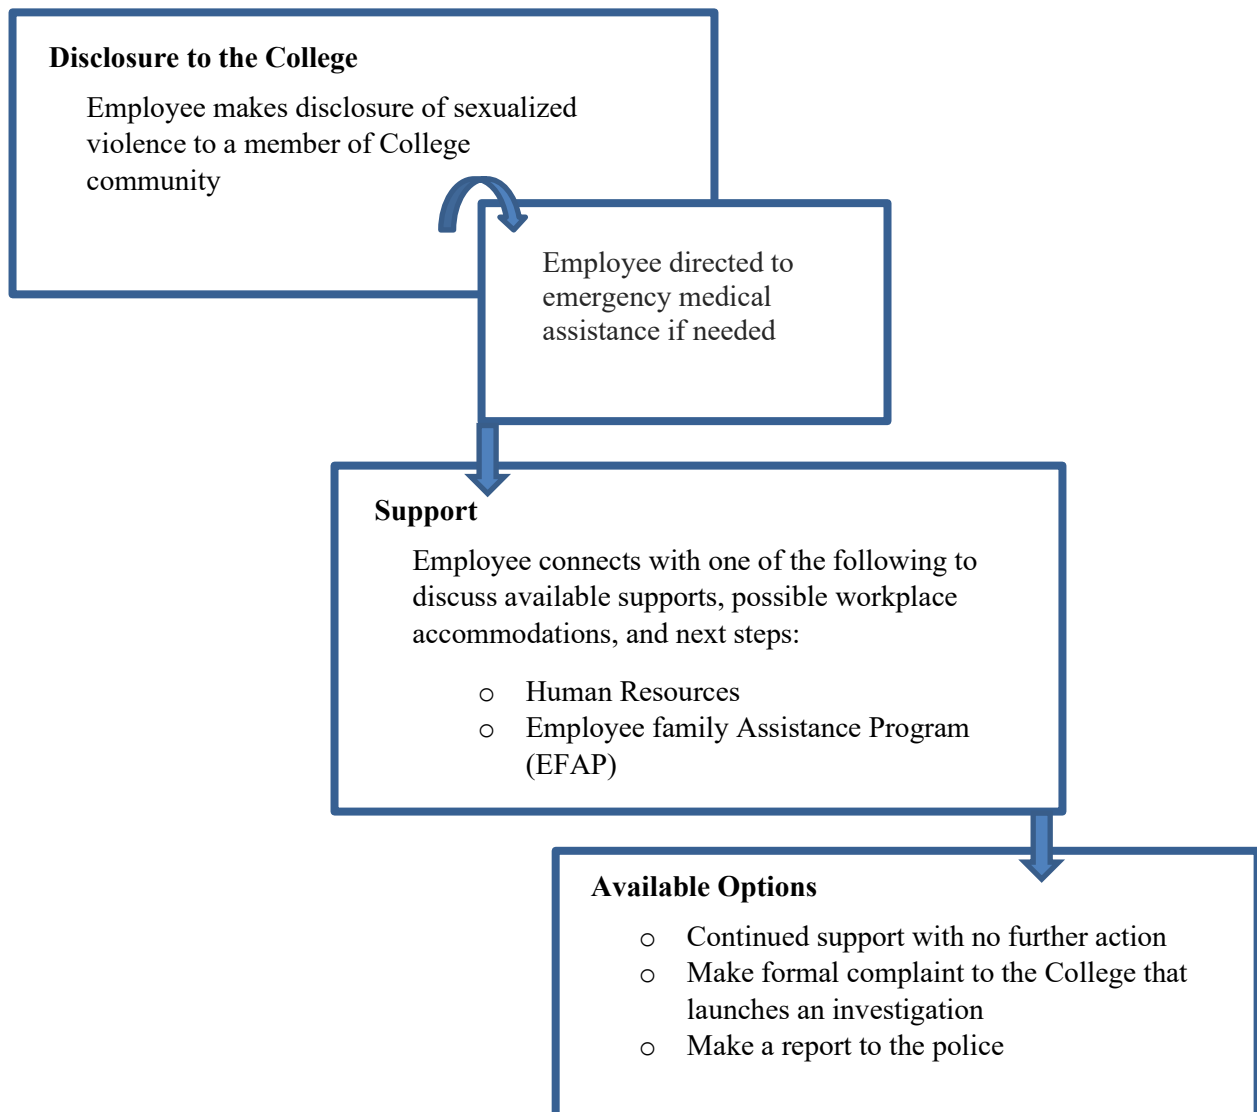 Disclosure to the College
Employee makes disclosure of sexualized
violence to a member of College
community
Employee directed to
emergency medical
assistance if needed
Support
Employee connects with one of the following to
discuss available supports, possible workplace
accommodations, and next steps:
o Human Resources
o Employee family Assistance Program
(EFAP)
Available Options
o Continued support with no further action
o Make formal complaint to the College that
launches an investigation
o Make a report to the police